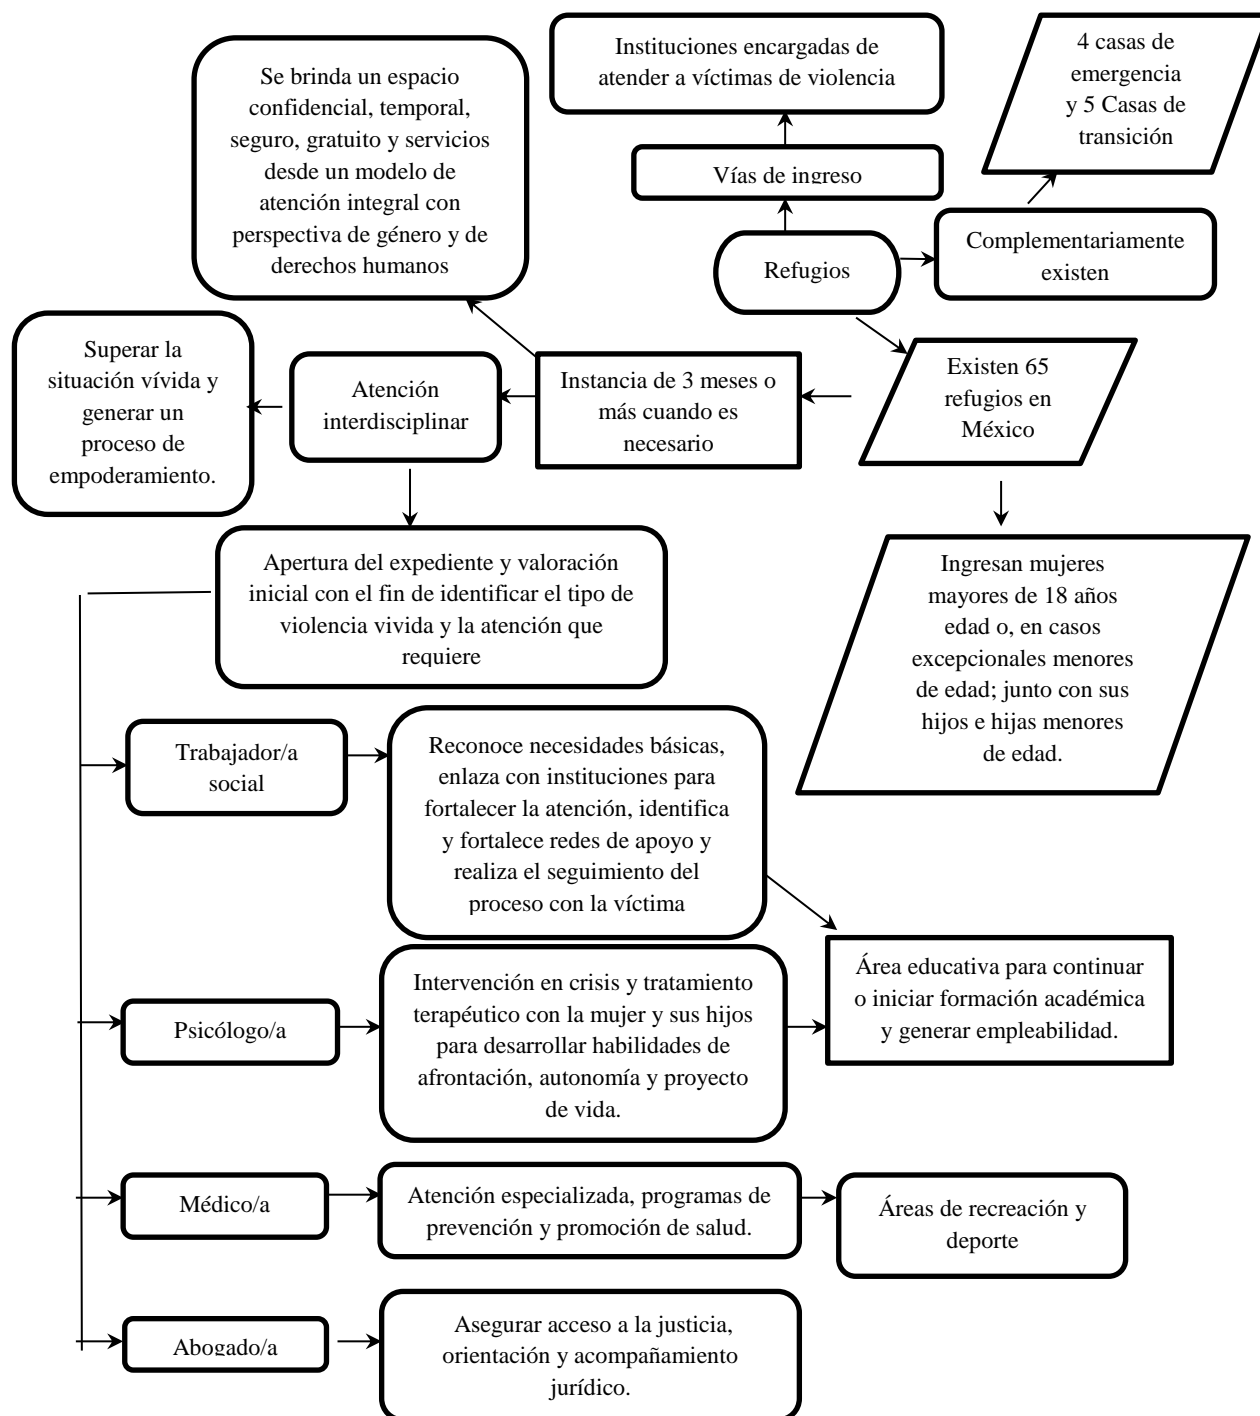 Instituciones encargadas de
atender a víctimas de violencia
4 casas de
emergencia
y 5 Casas de
transición
Se brinda un espacio
confidencial, temporal,
seguro, gratuito y servicios
desde un modelo de
atención integral con
perspectiva de género y de
derechos humanos
Vías de ingreso
Refugios
Complementariamente
existen
Superar la
situación vívida y
generar un
proceso de
empoderamiento.
Atención
interdisciplinar
Instancia de 3 meses o
más cuando es
necesario
Existen 65
refugios en
México
Apertura del expediente y valoración
inicial con el fin de identificar el tipo de
violencia vivida y la atención que
requiere
Ingresan mujeres
mayores de 18 años
edad o, en casos
excepcionales menores
de edad; junto con sus
hijos e hijas menores
de edad.
Trabajador/a
social
Reconoce necesidades básicas,
enlaza con instituciones para
fortalecer la atención, identifica
y fortalece redes de apoyo y
realiza el seguimiento del
proceso con la víctima
Área educativa para continuar
o iniciar formación académica
y generar empleabilidad.
Psicólogo/a
Intervención en crisis y tratamiento
terapéutico con la mujer y sus hijos
para desarrollar habilidades de
afrontación, autonomía y proyecto
de vida.
Médico/a
Atención especializada, programas de
prevención y promoción de salud.
Áreas de recreación y
deporte
Abogado/a
Asegurar acceso a la justicia,
orientación y acompañamiento
jurídico.